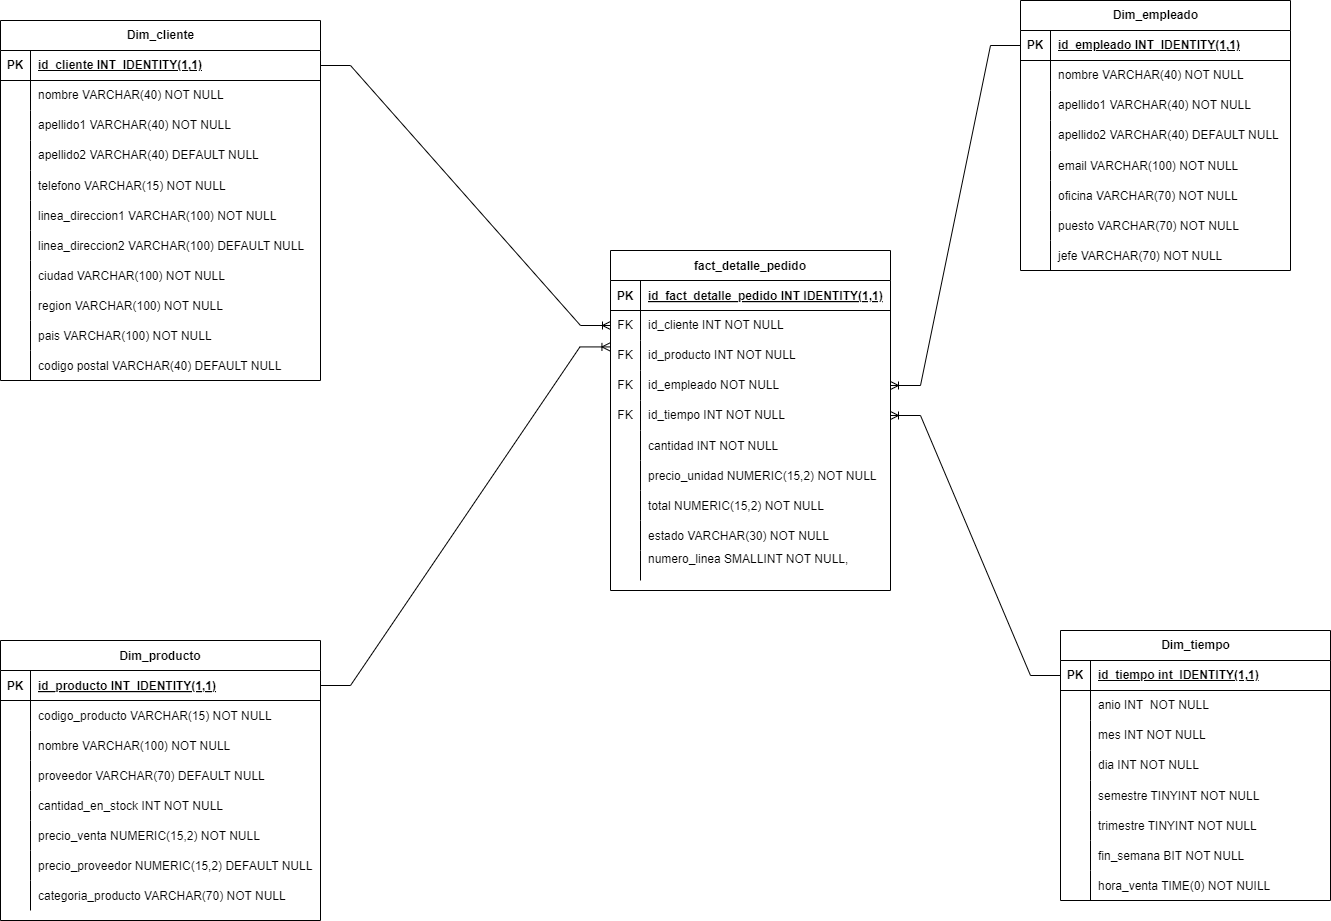 Dim_cliente
PK id_cliente INT IDENTITY(1,1)
nombre VARCHAR(40) NOT NULL
apellido1 VARCHAR(40) NOT NULL
apellido2 VARCHAR(40) DEFAULT NULL
telefono VARCHAR(15) NOT NULL
linea_direccion1 VARCHAR(100) NOT NULL
linea_direccion2 VARCHAR(100) DEFAULT NULL
ciudad VARCHAR(100) NOT NULL
region VARCHAR(100) NOT NULL
pais VARCHAR(100) NOT NULL
codigo postal VARCHAR(40) DEFAULT NULL
Dim_empleado
PK id_empleado INT IDENTITY(1,1)
nombre VARCHAR(40) NOT NULL
apellido1 VARCHAR(40) NOT NULL
apellido2 VARCHAR(40) DEFAULT NULL
email VARCHAR(100) NOT NULL
oficina VARCHAR(70) NOT NULL
puesto VARCHAR(70) NOT NULL
jefe VARCHAR(70) NOT NULL
fact_detalle_pedido
PK id_fact_detalle_pedido INT IDENTITY(1,1)
FK id_cliente INT NOT NULL
FK id_producto INT NOT NULL
FK id_empleado NOT NULL
FK id_tiempo INT NOT NULL
cantidad INT NOT NULL
precio_unidad NUMERIC(15,2) NOT NULL
total NUMERIC(15,2) NOT NULL
estado VARCHAR(30) NOT NULL
numero_linea SMALLINT NOT NULL,
Dim_producto
PK id_producto INT IDENTITY(1,1)
codigo_producto VARCHAR(15) NOT NULL
nombre VARCHAR(100) NOT NULL
proveedor VARCHAR(70) DEFAULT NULL
cantidad_en_stock INT NOT NULL
precio_venta NUMERIC(15,2) NOT NULL
precio_proveedor NUMERIC(15,2) DEFAULT NULL
categoria_producto VARCHAR(70) NOT NULL
Dim_tiempo
PK id_tiempo int IDENTITY(1,1)
anio INT NOT NULL
mes INT NOT NULL
dia INT NOT NULL
semestre TINYINT NOT NULL
trimestre TINYINT NOT NULL
fin_semana BIT NOT NULL
hora_venta TIME(0) NOT NUILL